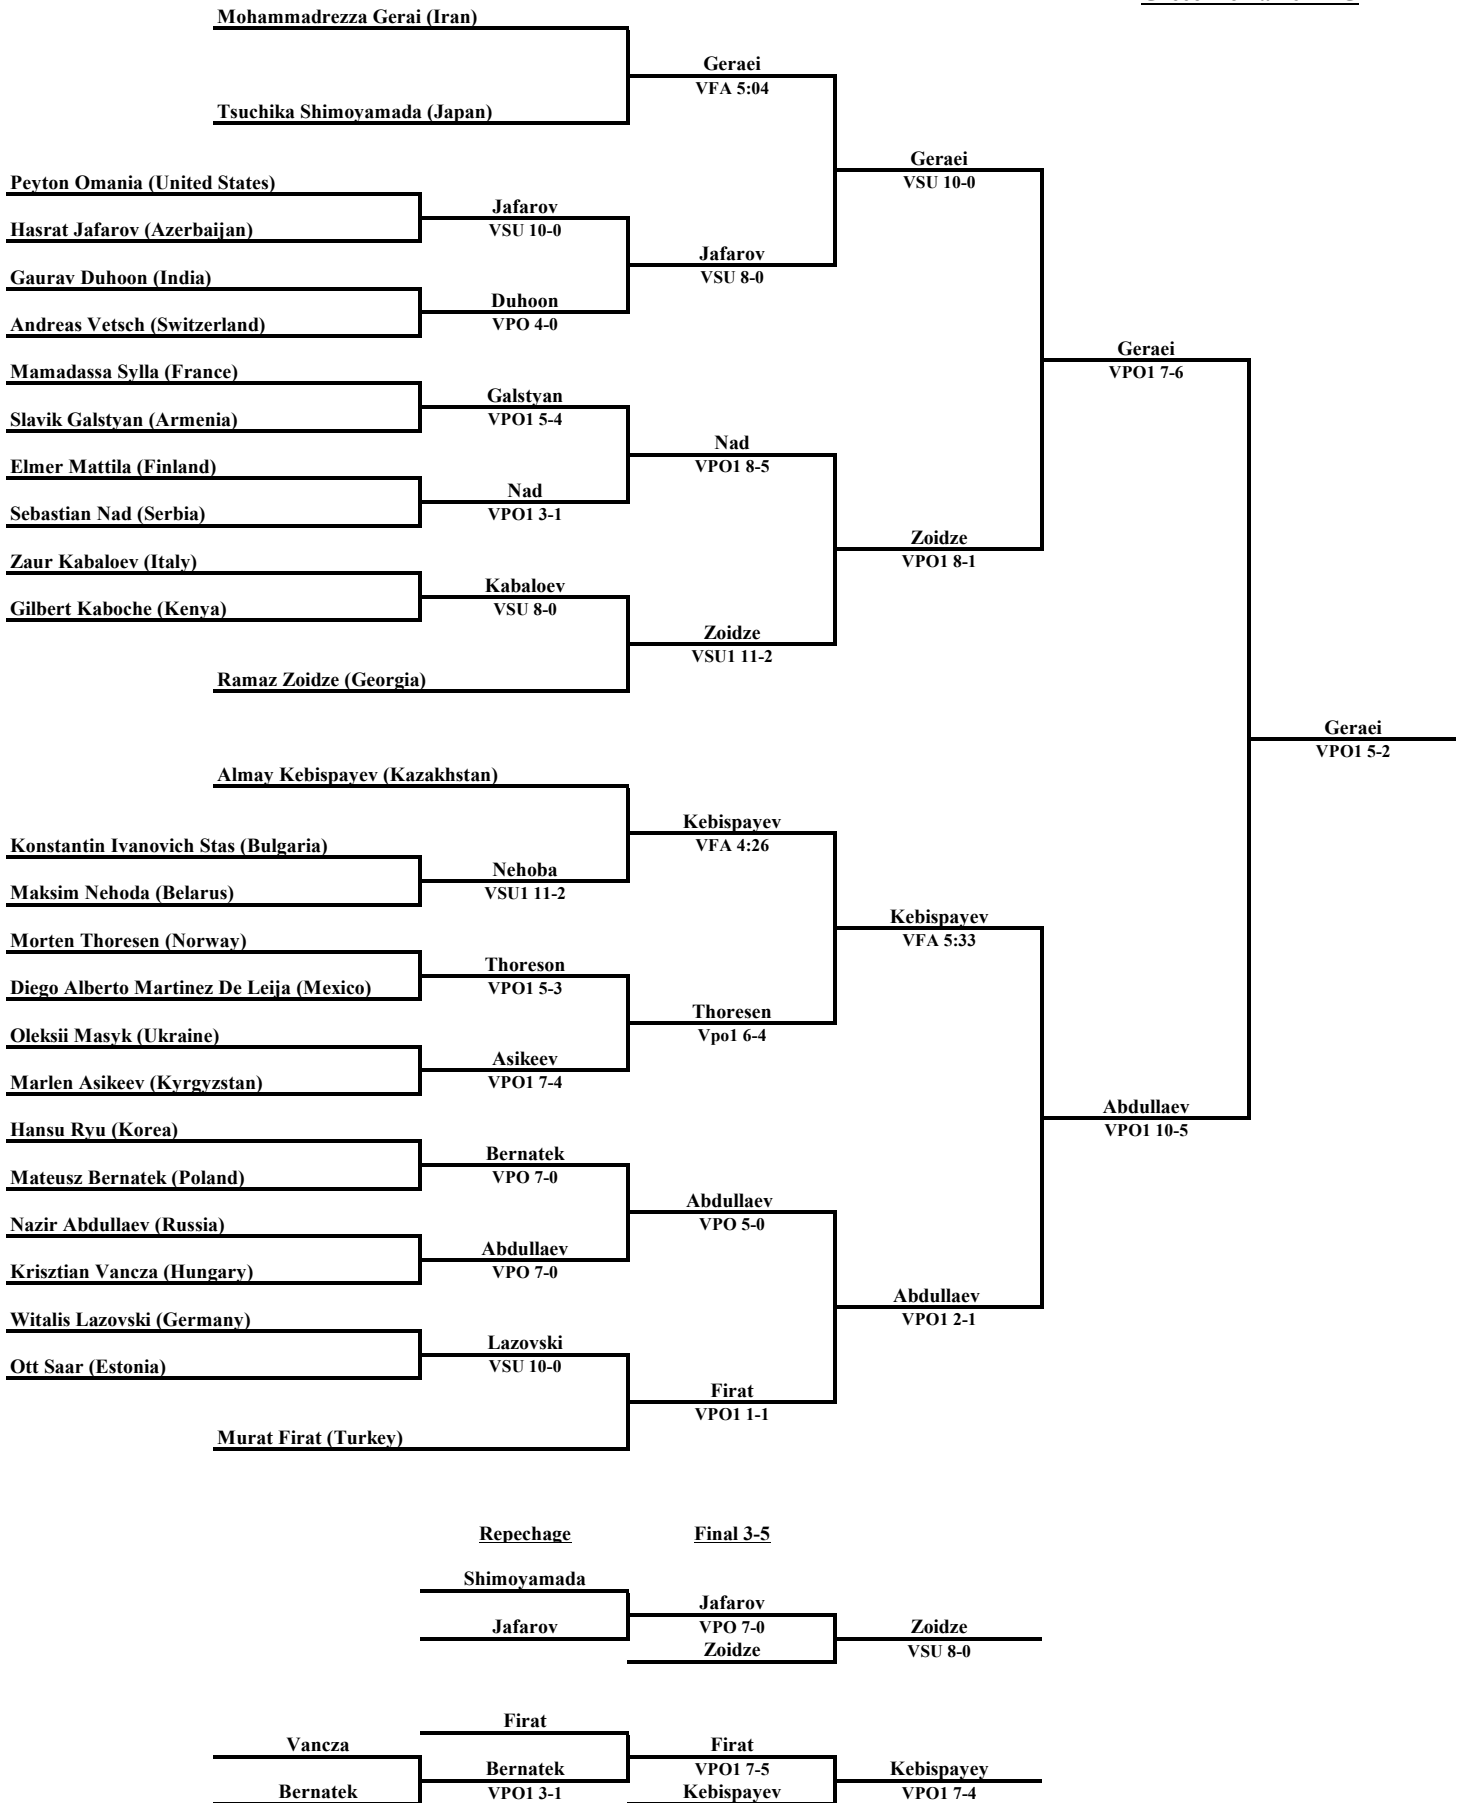 Mohammadrezza Gerai (Iran)
Geraei
VFA 5:04
Tsuchika Shimoyamada (Japan)
Geraei
VSU 10-0
Peyton Omania (United States)
Jafarov
VSU 10-0
Hasrat Jafarov (Azerbaijan)
Jafarov
VSU 8-0
Gaurav Duhoon (India)
Duhoon
VPO 4-0
Andreas Vetsch (Switzerland)
Geraei
VPO1 7-6
Mamadassa Sylla (France)
Galstyan
VPO1 5-4
Slavik Galstyan (Armenia)
Nad
VPO1 8-5
Elmer Mattila (Finland)
Nad
VPO1 3-1
Sebastian Nad (Serbia)
Zoidze
VPO1 8-1
Zaur Kabaloev (Italy)
Kabaloev
VSU 8-0
Gilbert Kaboche (Kenya)
Zoidze
VSU1 11-2
Ramaz Zoidze (Georgia)
Geraei
VPO1 5-2
Almay Kebispayev (Kazakhstan)
Kebispayev
VFA 4:26
Konstantin Ivanovich Stas (Bulgaria)
Nehoba
VSU1 11-2
Maksim Nehoda (Belarus)
Kebispayev
VFA 5:33
Morten Thoresen (Norway)
Thoreson
VPO1 5-3
Diego Alberto Martinez De Leija (Mexico)
Thoresen
Vpo1 6-4
Oleksii Masyk (Ukraine)
Asikeev
VPO1 7-4
Marlen Asikeev (Kyrgyzstan)
Abdullaev
VPO1 10-5
Hansu Ryu (Korea)
Bernatek
VPO 7-0
Mateusz Bernatek (Poland)
Abdullaev
VPO 5-0
Nazir Abdullaev (Russia)
Abdullaev
VPO 7-0
Krisztian Vancza (Hungary)
Abdullaev
VPO1 2-1
Witalis Lazovski (Germany)
Lazovski
VSU 10-0
Ott Saar (Estonia)
Firat
VPO1 1-1
Murat Firat (Turkey)
Repechage
Final 3-5
Shimoyamada
Jafarov
VPO 7-0
Jafarov
Zoidze
Zoidze
VSU 8-0
Firat
Vancza
Firat
VPO1 7-5
Bernatek
VPO1 3-1
Bernatek
Kebispayev
Kebispayey
VPO1 7-4